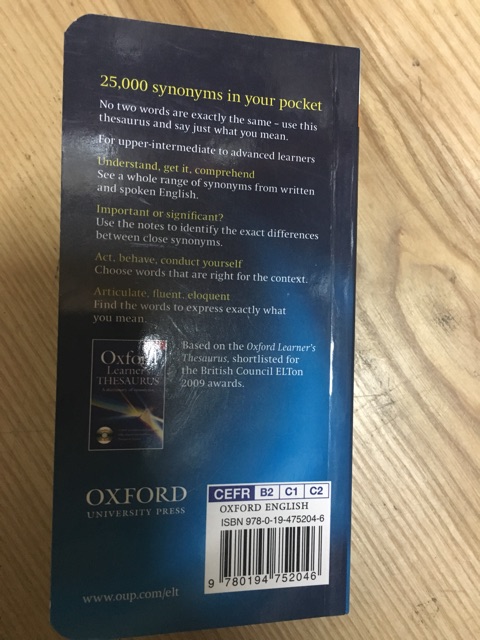 25,000 synonyms in your pocket
No two words are exactly the same – use this
thesaurus and say just what you mean.
For upper-intermediate to advanced learners
Understand, get it, comprehend
See a whole range of synonyms from written
and spoken English.
Important or significant?
Use the notes to identify the exact differences
between close synonyms.
Act, behave, conduct yourself
Choose words that are right for the context.
Articulate, fluent, eloquent
Find the words to express exactly what
you mean.
Oxford
Learner's
THESAURUS
Based on the Oxford Learner's
Thesaurus, shortlisted for
the British Council ELTon
2009 awards.
OXFORD
UNIVERSITY PRESS
CEFR B2 C1 C2
OXFORD ENGLISH
ISBN 978-0-19-475204-6
9 780194 752046
www.oup.com/elt